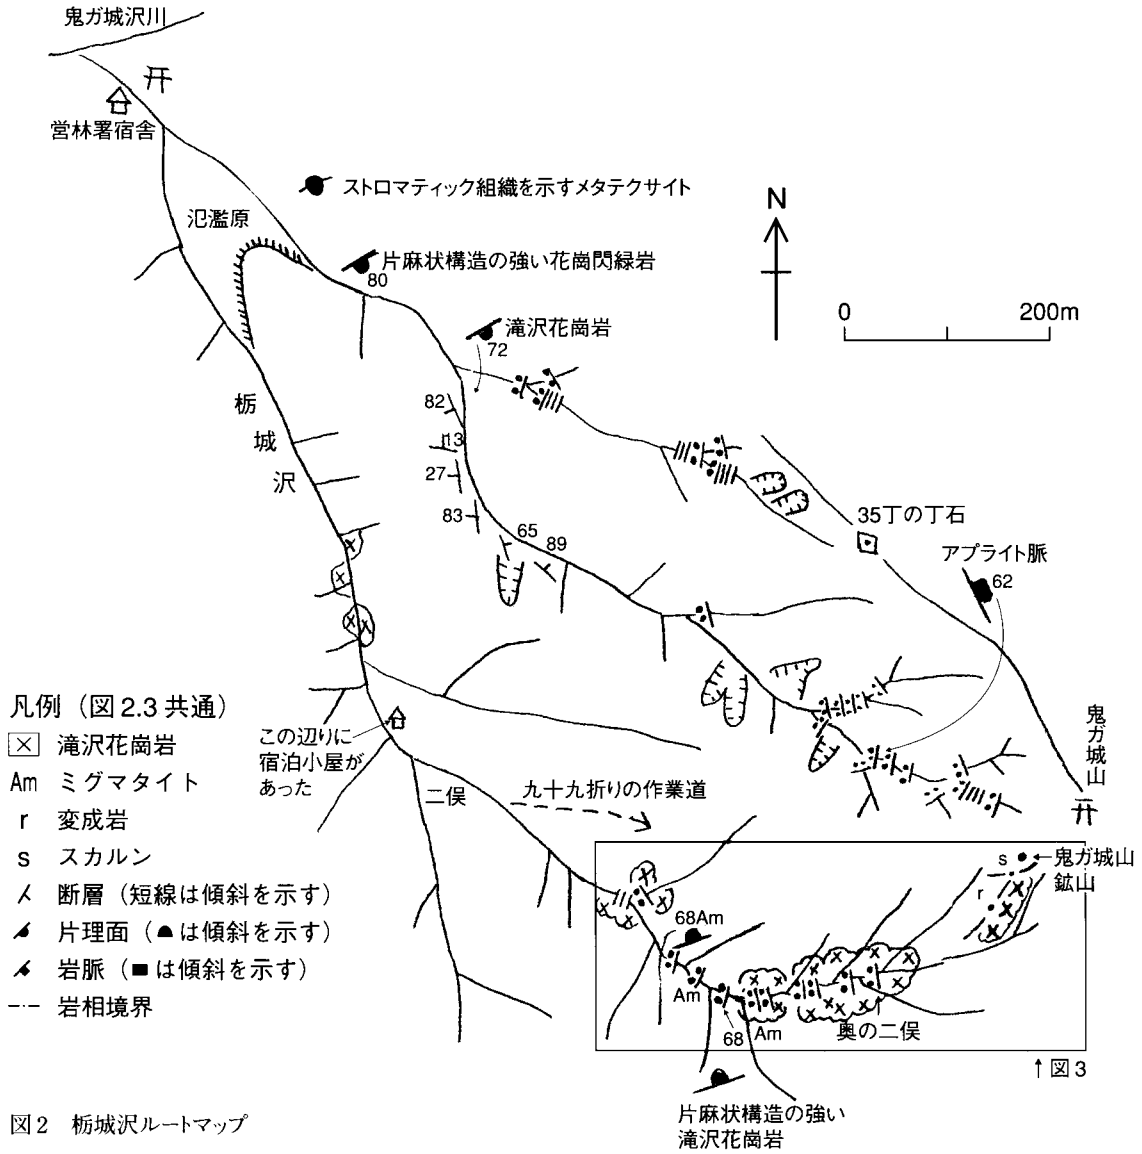 鬼ガ城沢川
営林署宿舎
ストロマティック組織を示すメタテクサイト
氾濫原
片麻状構造の強い花崗閃緑岩
80
N
0 200m
滝沢花崗岩
72
82
13
27
83
65
89
栃
城
沢
35丁の丁石
アプライト脈
62
鬼ガ城山
凡例（図2.3共通）
滝沢花崗岩
Am ミグマタイト
r 変成岩
s スカルン
断層（短線は傾斜を示す）
片理面（は傾斜を示す）
岩脈（■は傾斜を示す）
岩相境界
この辺りに
宿泊小屋が
あった
二俣
九十九折りの作業道
s
鬼ガ城山
鉱山
r
68Am
Am
68
Am
奥の二俣
↑図3
片麻状構造の強い
滝沢花崗岩
図2 栃城沢ルートマップ